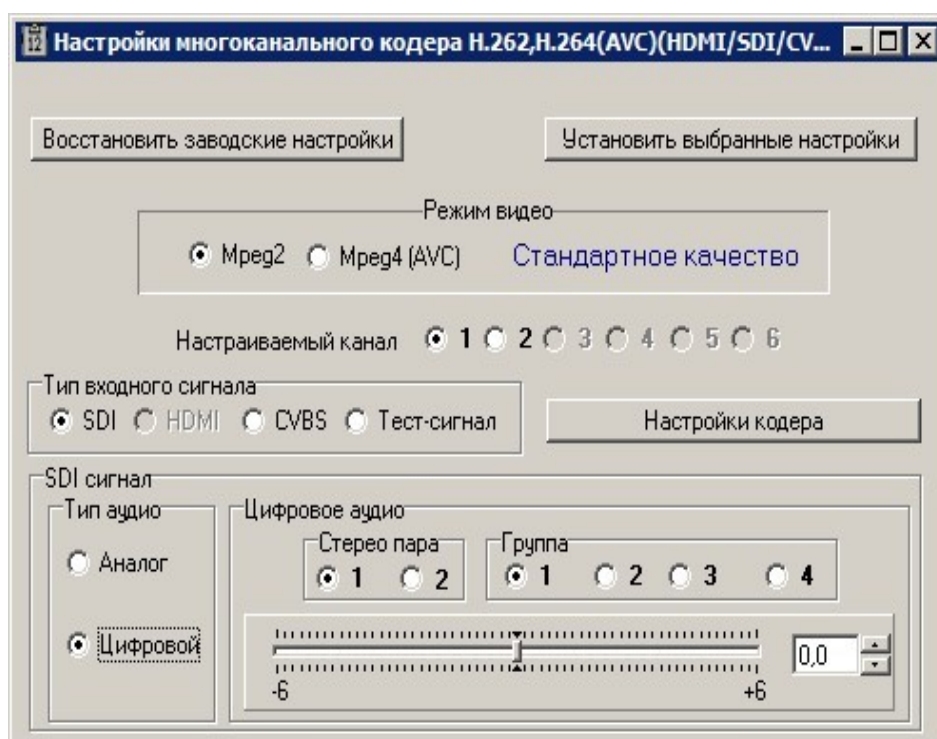 Настройки многоканального кодера H.262,H.264(AVC)(HDMI/SDI/CV...
Восстановить заводские настройки Установить выбранные настройки
Режим видео
Mpeg2 Mpeg4 (AVC) Стандартное качество
Настраиваемый канал 1 2 3 4 5 6
Тип входного сигнала
SDI HDMI CVBS Тест-сигнал Настройки кодера
SDI сигнал
Тип аудио Цифровое аудио
Стерео пара Группа
Аналог 1 2 1 2 3 4
Цифровой 0,0
-6 +6